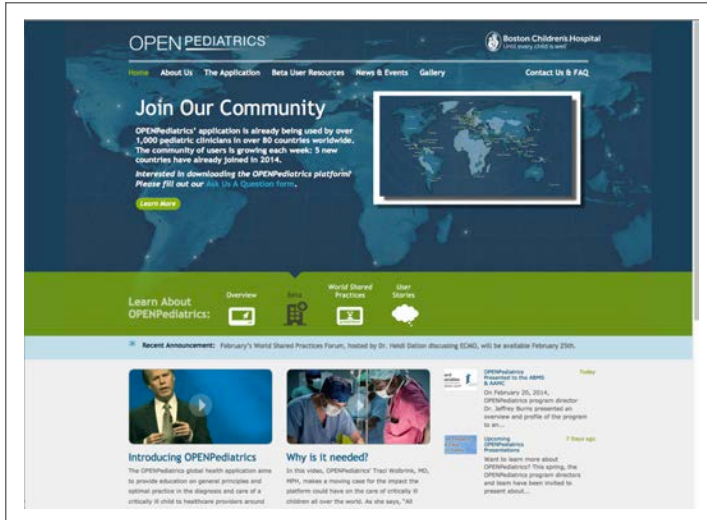 OPENPEDIATRICS™
Boston Children's Hospital
Until every child is well™
Home About Us The Application Beta User Resources News & Events Gallery Contact Us & FAQ
Join Our Community
OPENPediatrics' application is already being used by over
1,000 pediatric clinicians in over 80 countries worldwide.
The community of users is growing each week: 5 new
countries have already joined in 2014.
Interested in downloading the OPENPediatrics platform?
Please fill out our Ask Us A Question form.
Learn More
Learn About
OPENPediatrics:
Overview
Beta
World Shared
Practices
User
Stories
Recent Announcement: February's World Shared Practices Forum, hosted by Dr. Heidi Dalton discussing ECMO, will be available February 25th.
Introducing OPENPediatrics
The OPENPediatrics global health application aims
to provide education on general principles and
optimal practice in the diagnosis and care of a
critically ill child to healthcare providers around
Why is it needed?
In this video, OPENPediatrics' Traci Wolbrink, MD,
MPH, makes a moving case for the impact the
platform could have on the care of critically ill
children all over the world. As she says, "All
OPENPediatrics
Presented to the ABMS
& AAMC
Today
On February 20, 2014,
OPENPediatrics program director
Dr. Jeffrey Burns presented an
overview and profile of the program
to an...
Upcoming
OPENPediatrics
Presentations
7 Days ago
Want to learn more about
OPENPediatrics? This spring, the
OPENPediatrics program directors
and team have been invited to
present about...